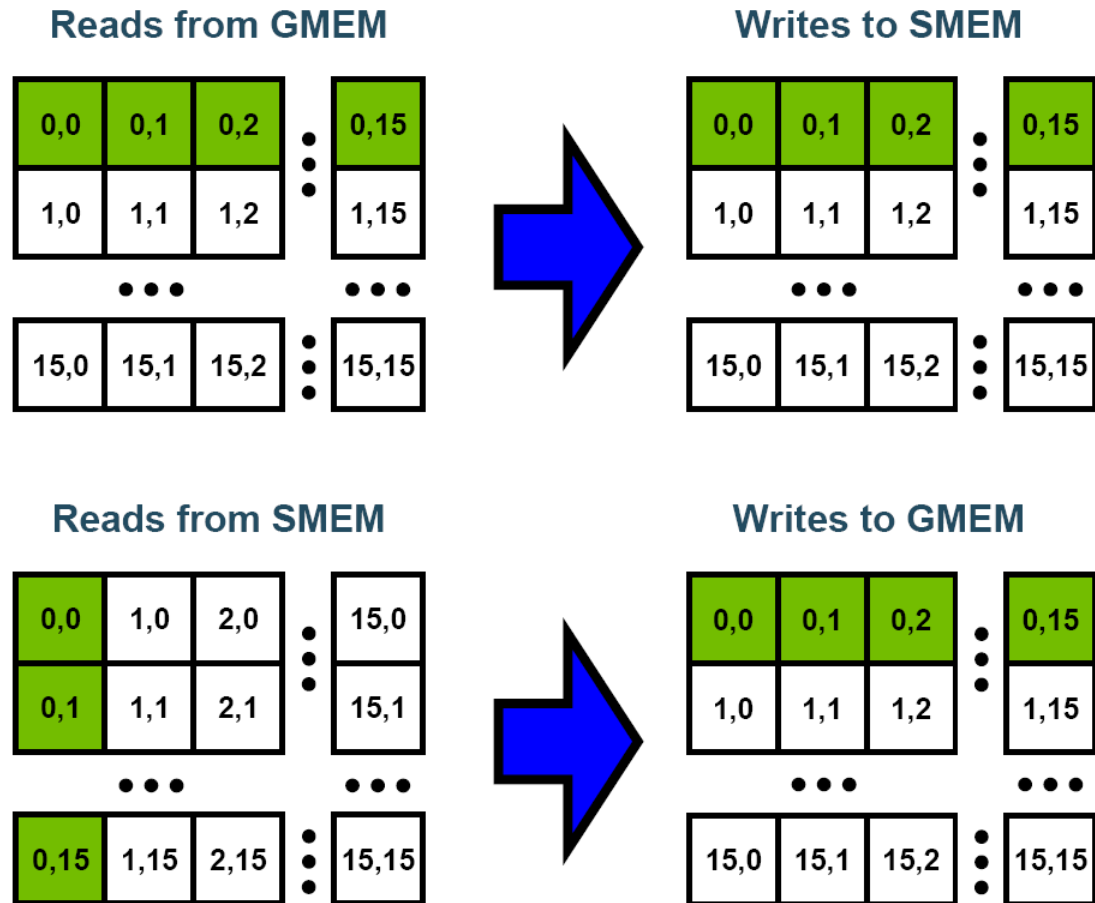 Reads from GMEM Writes to SMEM
0,0 0,1 0,2 0,15 0,0 0,1 0,2 0,15
1,0 1,1 1,2 1,15 1,0 1,1 1,2 1,15
15,0 15,1 15,2 15,15 15,0 15,1 15,2 15,15
Reads from SMEM Writes to GMEM
0,0 1,0 2,0 15,0 0,0 0,1 0,2 0,15
0,1 1,1 2,1 15,1 1,0 1,1 1,2 1,15
0,15 1,15 2,15 15,15 15,0 15,1 15,2 15,15